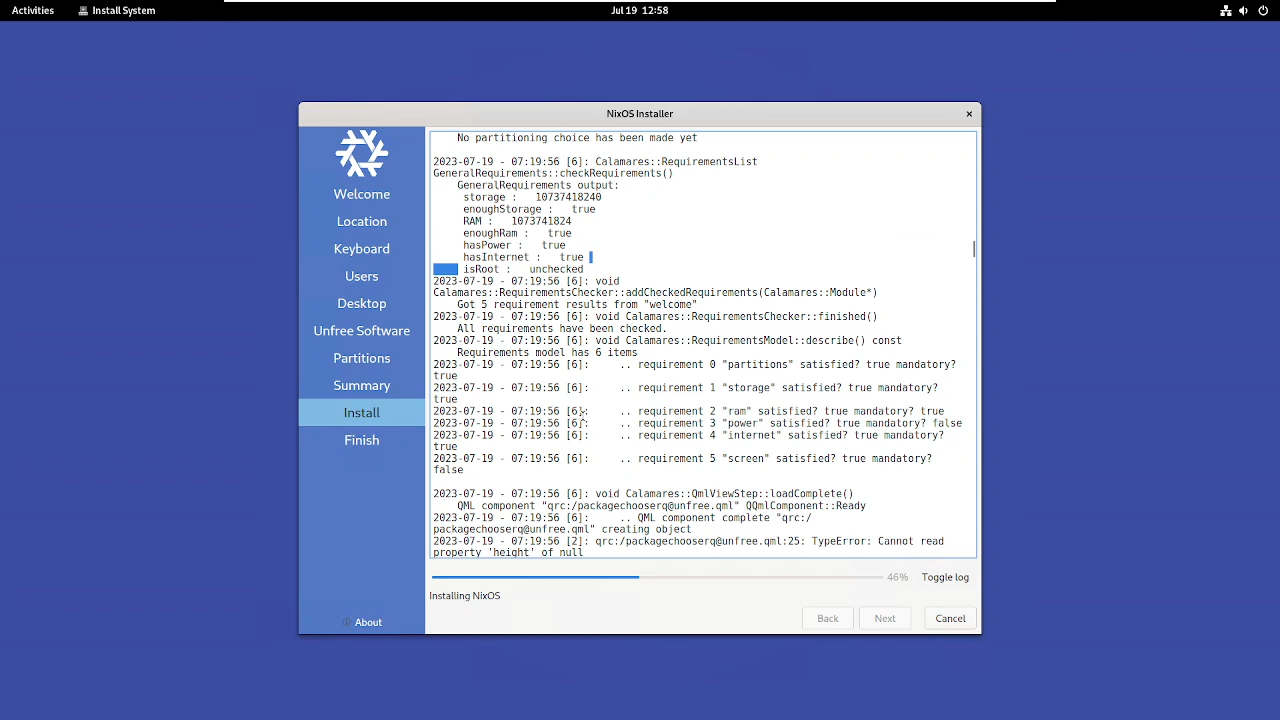 Activities
Install System
Jul 19 12:58
NixOS Installer
×
Welcome
Location
Keyboard
Users
Desktop
Unfree Software
Partitions
Summary
Install
Finish
About
No partitioning choice has been made yet
2023-07-19 - 07:19:56 [6]: Calamares::RequirementsList
GeneralRequirements::checkRequirements()
GeneralRequirements output:
storage : 10737418240
enoughStorage : true
RAM : 1073741824
enoughRam : true
hasPower : true
hasInternet : true
isRoot : unchecked
2023-07-19 - 07:19:56 [6]: void
Calamares::RequirementsChecker::addCheckedRequirements(Calamares::Module*)
Got 5 requirement results from "welcome"
2023-07-19 - 07:19:56 [6]: void Calamares::RequirementsChecker::finished()
All requirements have been checked.
2023-07-19 - 07:19:56 [6]: void Calamares::RequirementsModel::describe() const
Requirements model has 6 items
2023-07-19 - 07:19:56 [6]: .. requirement 0 "partitions" satisfied? true mandatory?
true
2023-07-19 - 07:19:56 [6]: .. requirement 1 "storage" satisfied? true mandatory?
true
2023-07-19 - 07:19:56 [6]: .. requirement 2 "ram" satisfied? true mandatory? true
2023-07-19 - 07:19:56 [6]: .. requirement 3 "power" satisfied? true mandatory? false
2023-07-19 - 07:19:56 [6]: .. requirement 4 "internet" satisfied? true mandatory?
true
2023-07-19 - 07:19:56 [6]: .. requirement 5 "screen" satisfied? true mandatory?
false
2023-07-19 - 07:19:56 [6]: void Calamares::QmlViewStep::loadComplete()
QML component "qrc:/packagechooserq@unfree.qml" QQmlComponent::Ready
2023-07-19 - 07:19:56 [6]: .. QML component complete "qrc:/
packagechooserq@unfree.qml" creating object
2023-07-19 - 07:19:56 [2]: qrc:/packagechooserq@unfree.qml:25: TypeError: Cannot read
property 'height' of null
46%
Toggle log
Installing NixOS
Back
Next
Cancel